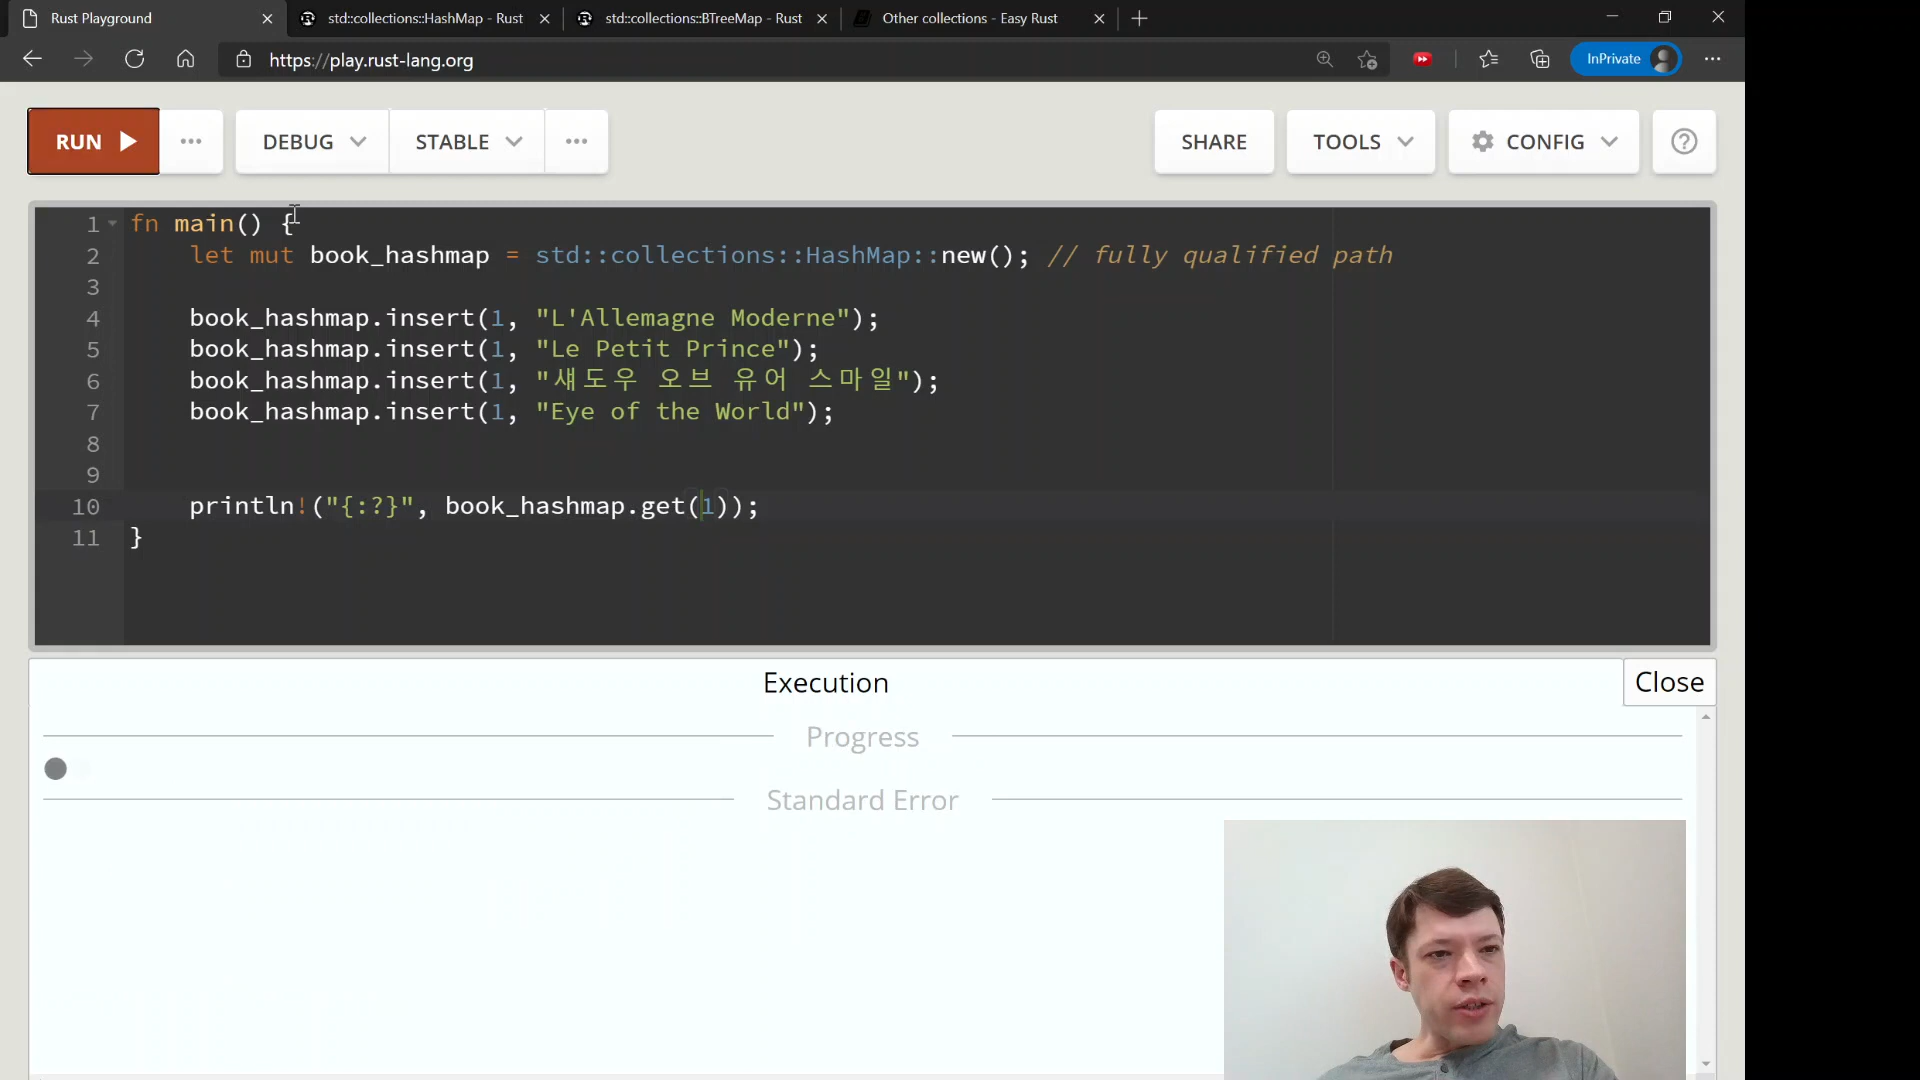 Rust Playground
std::collections::HashMap - Rust
std::collections::BTreeMap - Rust
Other collections - Easy Rust
https://play.rust-lang.org
InPrivate
RUN
DEBUG
STABLE
SHARE
TOOLS
CONFIG
1 fn main() {
2 let mut book_hashmap = std::collections::HashMap::new(); // fully qualified path
3
4 book_hashmap.insert(1, "L'Allemagne Moderne");
5 book_hashmap.insert(1, "Le Petit Prince");
6 book_hashmap.insert(1, "섀도우 오브 유어 스마일");
7 book_hashmap.insert(1, "Eye of the World");
8
9
10 println!("{:?}", book_hashmap.get(1));
11 }
Execution
Close
Progress
Standard Error